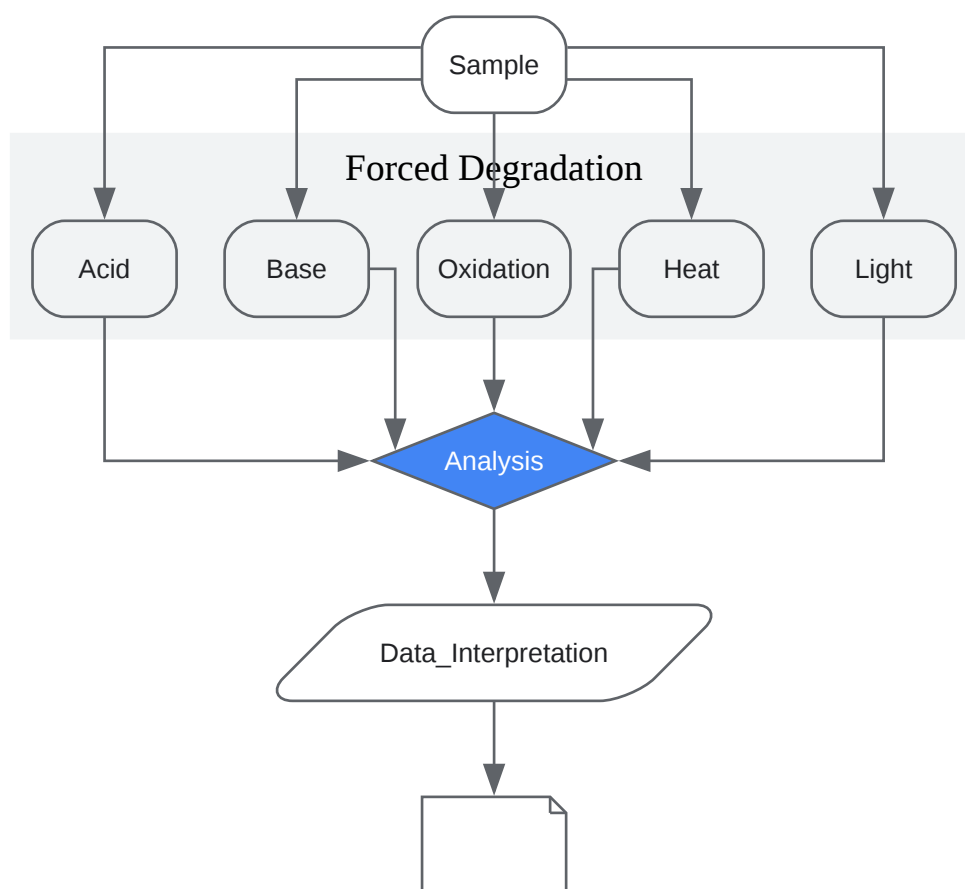 Sample
Forced Degradation
Acid
Base
Oxidation
Heat
Light
Analysis
Data_Interpretation